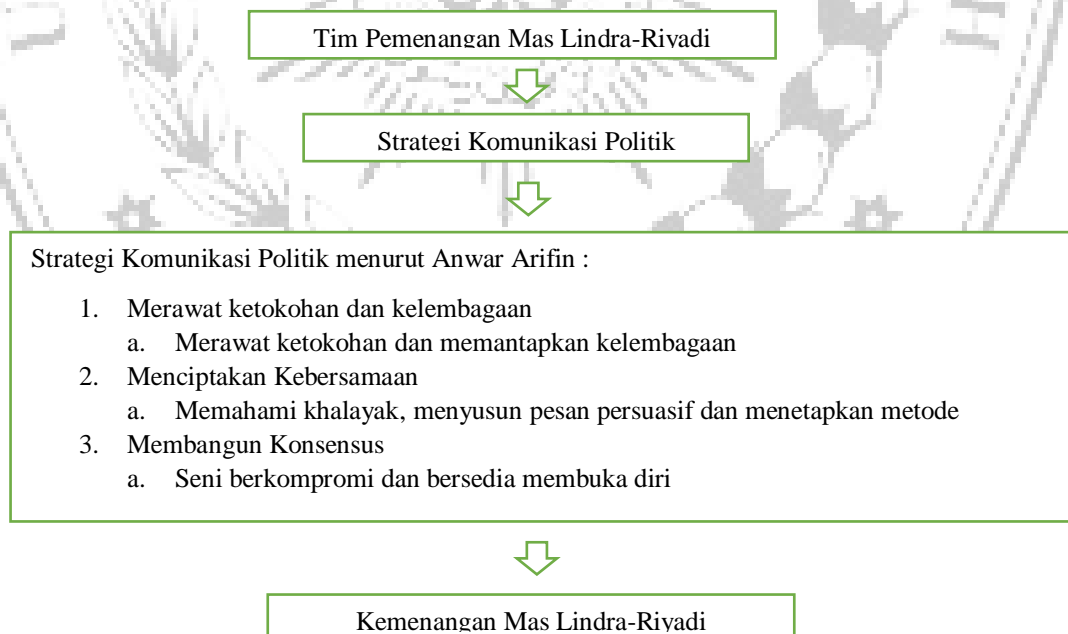 Tim Pemenangan Mas Lindra-Riyadi
Strategi Komunikasi Politik
Strategi Komunikasi Politik menurut Anwar Arifin :
1. Merawat ketokohan dan kelembagaan
a. Merawat ketokohan dan memantapkan kelembagaan
2. Menciptakan Kebersamaan
a. Memahami khalayak, menyusun pesan persuasif dan menetapkan metode
3. Membangun Konsensus
a. Seni berkompromi dan bersedia membuka diri
Kemenangan Mas Lindra-Riyadi